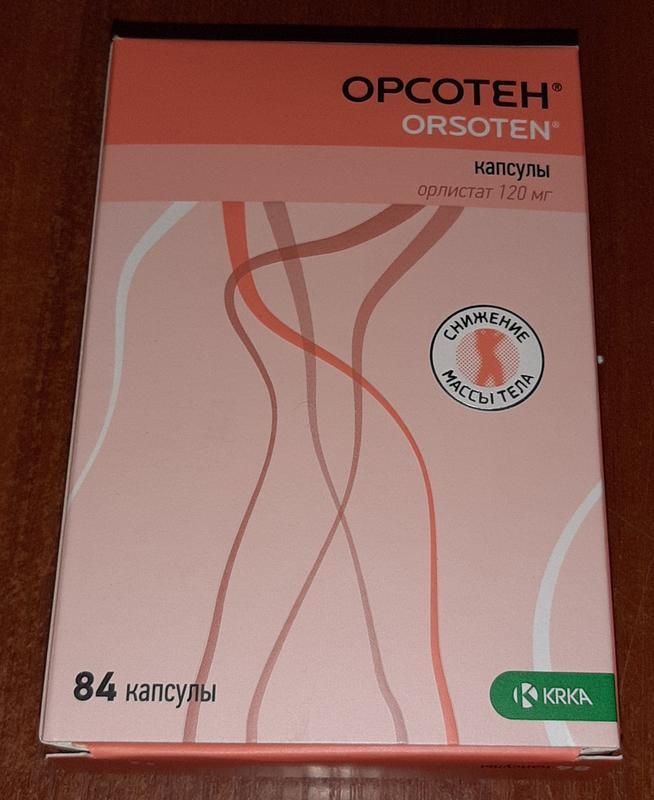 ОРСОТЕН®
ORSOTEN®
капсулы
орлистат 120 мг
СНИЖЕНИЕ
МАССЫ ТЕЛА
84 капсулы
KRKA